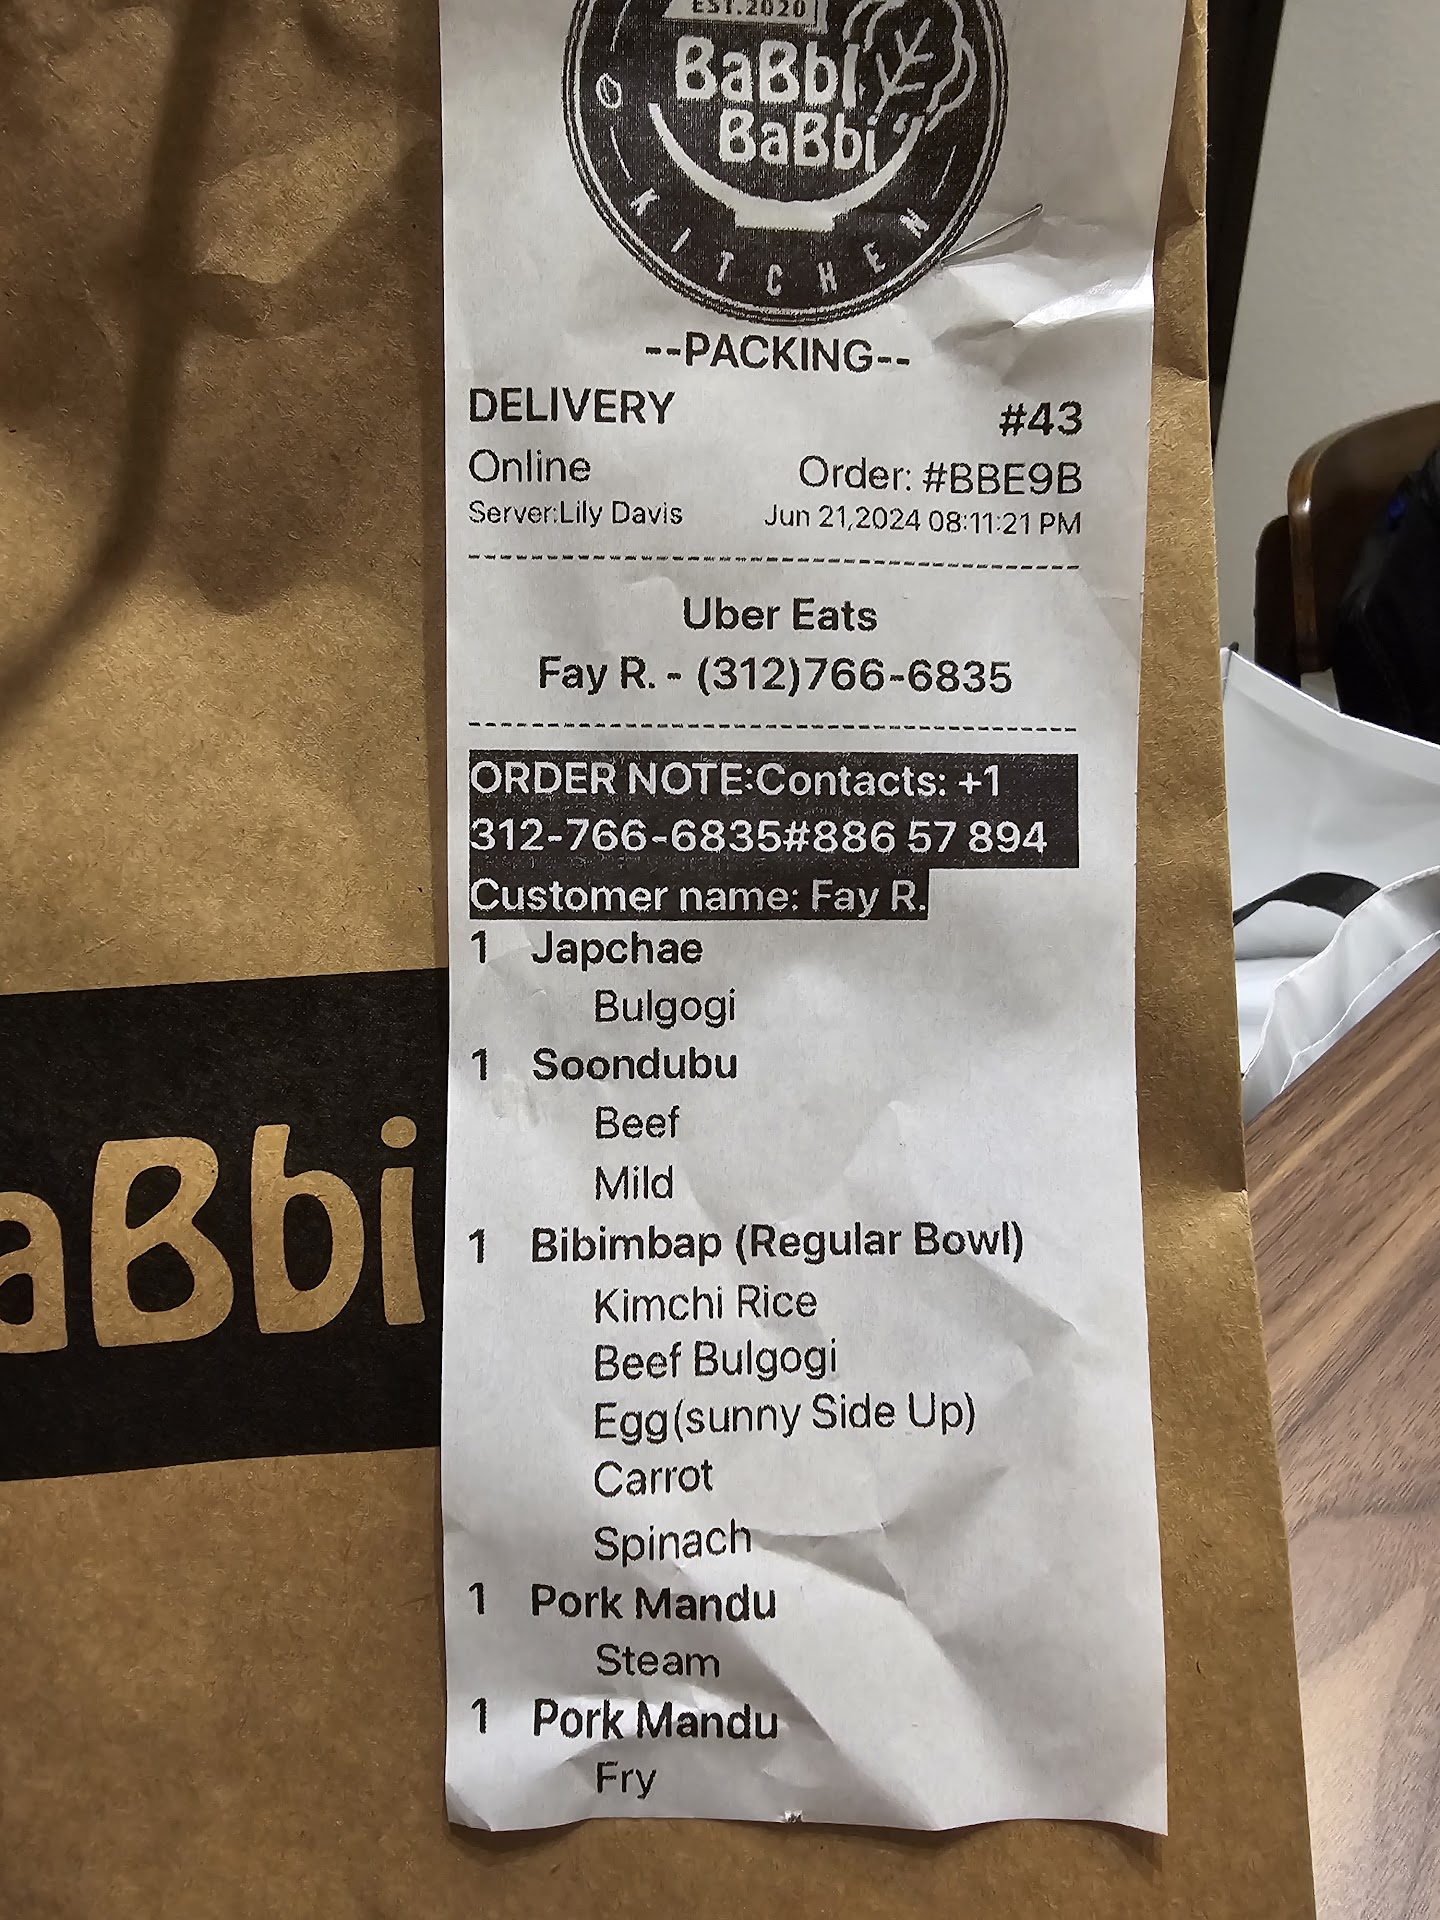 EST.2020
BaBbi
BaBbi
KITCHEN
--PACKING--
DELIVERY #43
Online Order: #BBE9B
Server:Lily Davis Jun 21,2024 08:11:21 PM
Uber Eats
Fay R. - (312)766-6835
ORDER NOTE:Contacts: +1
312-766-6835#886 57 894
Customer name: Fay R.
1 Japchae
Bulgogi
1 Soondubu
Beef
Mild
1 Bibimbap (Regular Bowl)
Kimchi Rice
Beef Bulgogi
Egg(sunny Side Up)
Carrot
Spinach
1 Pork Mandu
Steam
1 Pork Mandu
Fry
aBbi